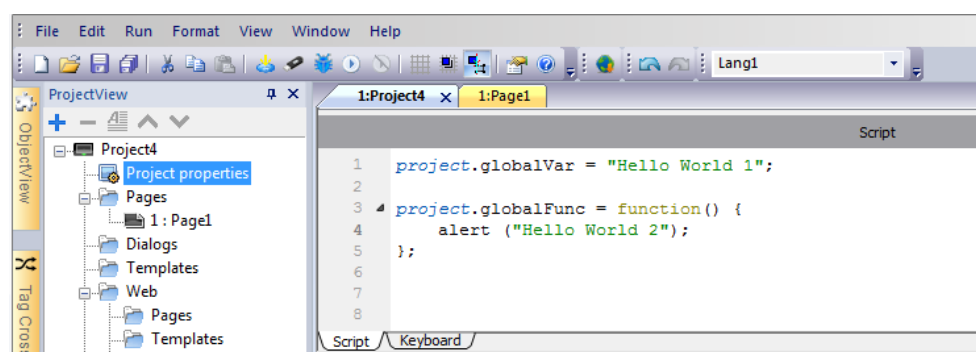 File Edit Run Format View Window Help
Lang1
ProjectView
1:Project4 1:Page1
ObjectView
Script
Project4
Project properties
Pages
1 : Page1
Dialogs
Templates
Web
Pages
Templates
1 project.globalVar = "Hello World 1";
2
3 project.globalFunc = function() {
4 alert ("Hello World 2");
5 };
6
7
8
Tag Cross
Script Keyboard